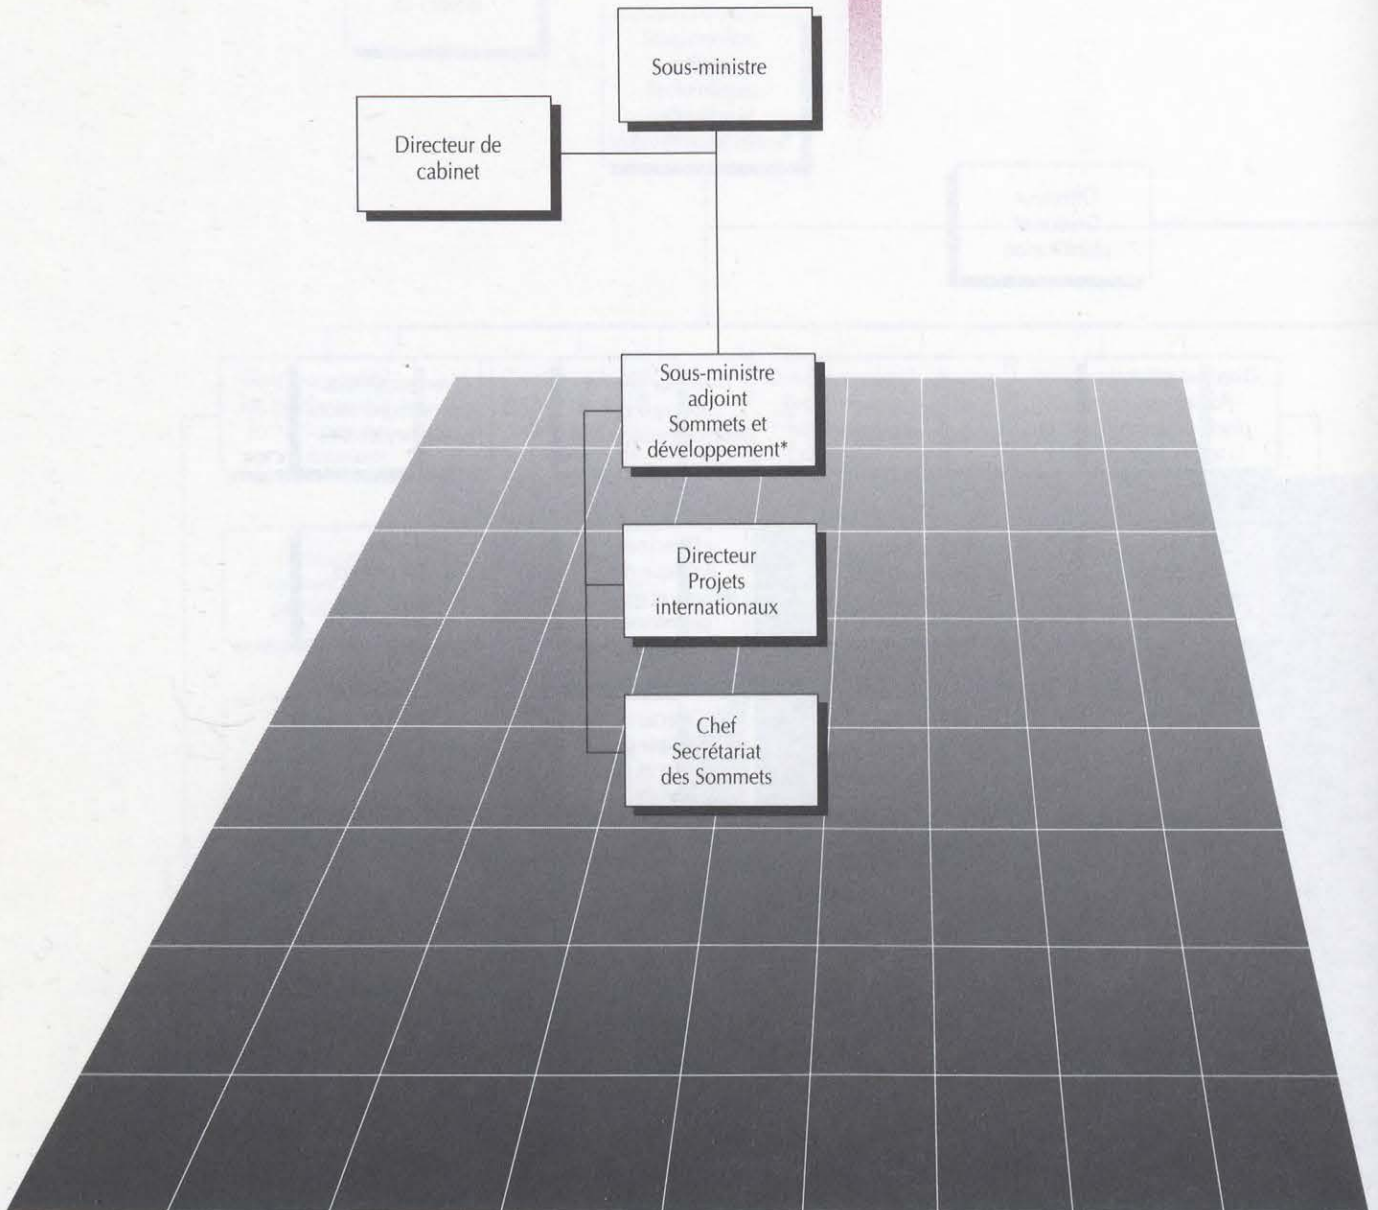 Sous-ministre
Directeur de
cabinet
Sous-ministre
adjoint
Sommets et
développement*
Directeur
Projets
internationaux
Chef
Secrétariat
des Sommets